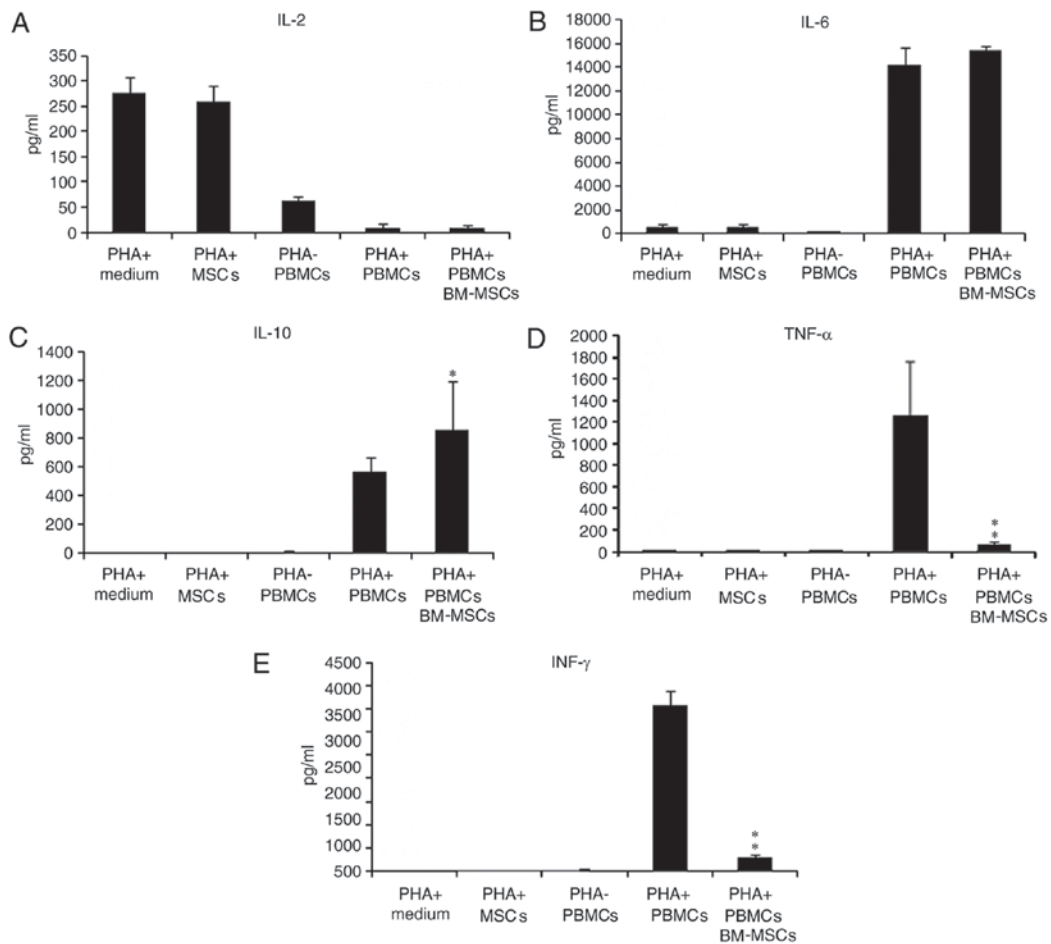 A
IL-2
pg/ml
350
300
250
200
150
100
50
0
PHA+ PHA+ PHA- PHA+ PHA+
medium MSCs PBMCs PBMCs PBMCs
BM-MSCs
B
IL-6
pg/ml
18000
16000
14000
12000
10000
8000
6000
4000
2000
0
PHA+ PHA+ PHA- PHA+ PHA+
medium MSCs PBMCs PBMCs PBMCs
BM-MSCs
C
IL-10
pg/ml
1400
1200
1000
800
600
400
200
0
*
PHA+ PHA+ PHA- PHA+ PHA+
medium MSCs PBMCs PBMCs PBMCs
BM-MSCs
D
TNF-α
pg/ml
2000
1800
1600
1400
1200
1000
800
600
400
200
0
*
*
PHA+ PHA+ PHA- PHA+ PHA+
medium MSCs PBMCs PBMCs PBMCs
BM-MSCs
E
INF-γ
pg/ml
4500
4000
3500
3000
2500
2000
1500
1000
500
*
*
PHA+ PHA+ PHA- PHA+ PHA+
medium MSCs PBMCs PBMCs PBMCs
BM-MSCs